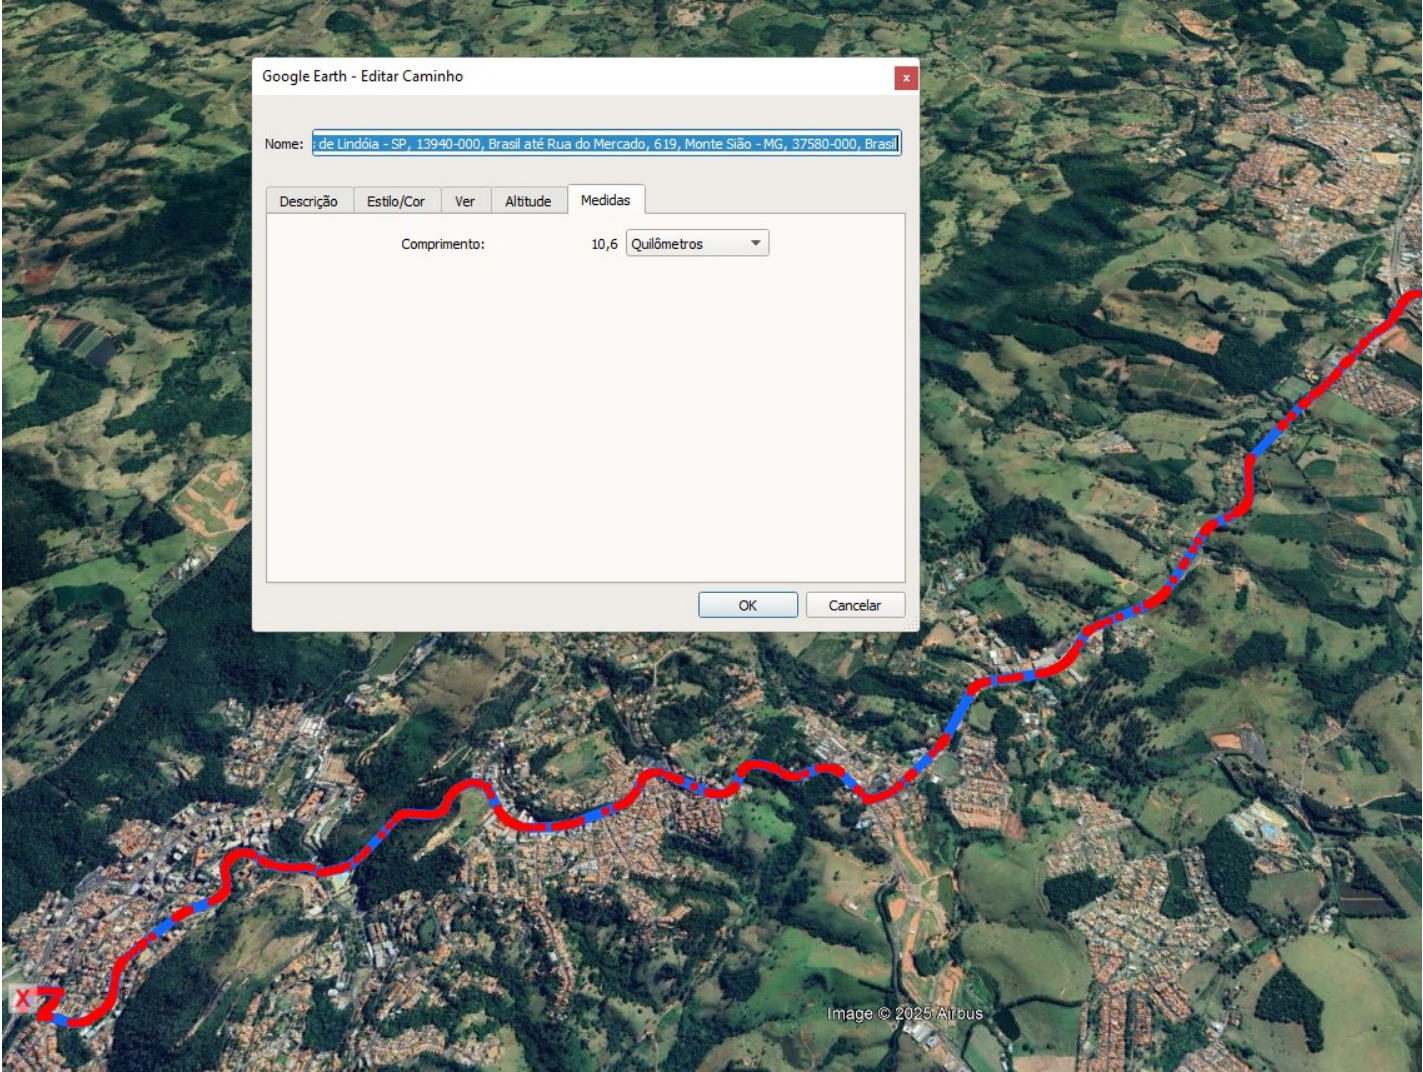 Google Earth - Editar Caminho
x
Nome: de Lindóia - SP, 13940-000, Brasil até Rua do Mercado, 619, Monte Sião - MG, 37580-000, Brasil
Descrição Estilo/Cor Ver Altitude Medidas
Comprimento: 10,6 Quilômetros
OK Cancelar
X
Image © 2025 Airbus